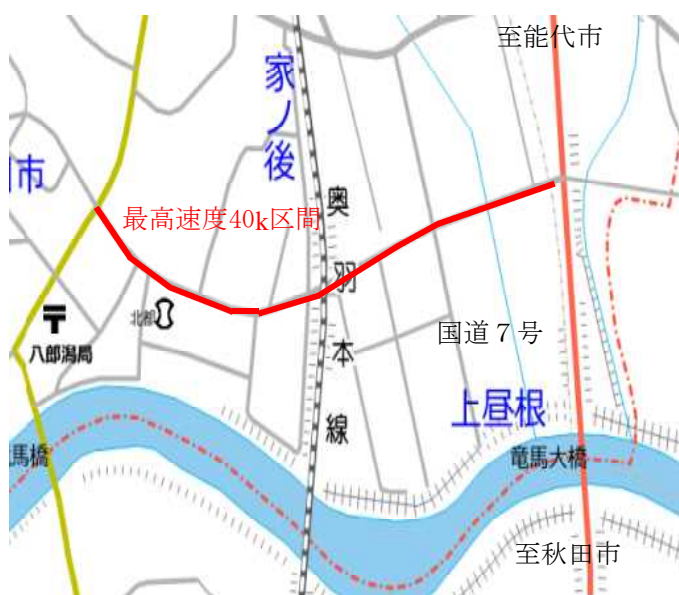 至能代市
家ノ後
市
最高速度40k区間
奥羽本線
北都
八郎潟局
国道7号
上昼根
馬橋
竜馬大橋
至秋田市